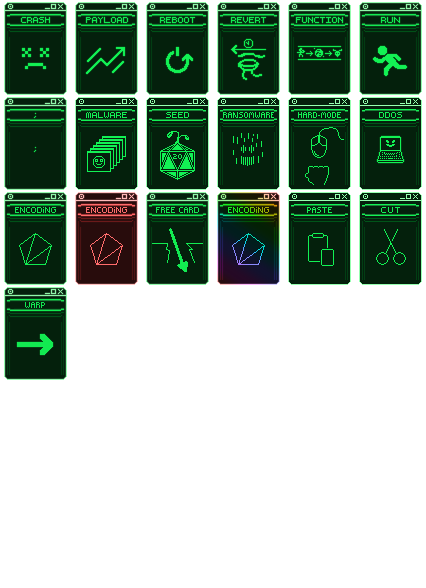 CRASH
PAYLOAD
REBOOT
REVERT
FUNCTION
RUN
;
;
MALWARE
SEED
20
RANSOMWARE
HARD-MODE
DDOS
ENCODiNG
ENCODiNG
FREE CARD
ENCODiNG
PASTE
CUT
WARP